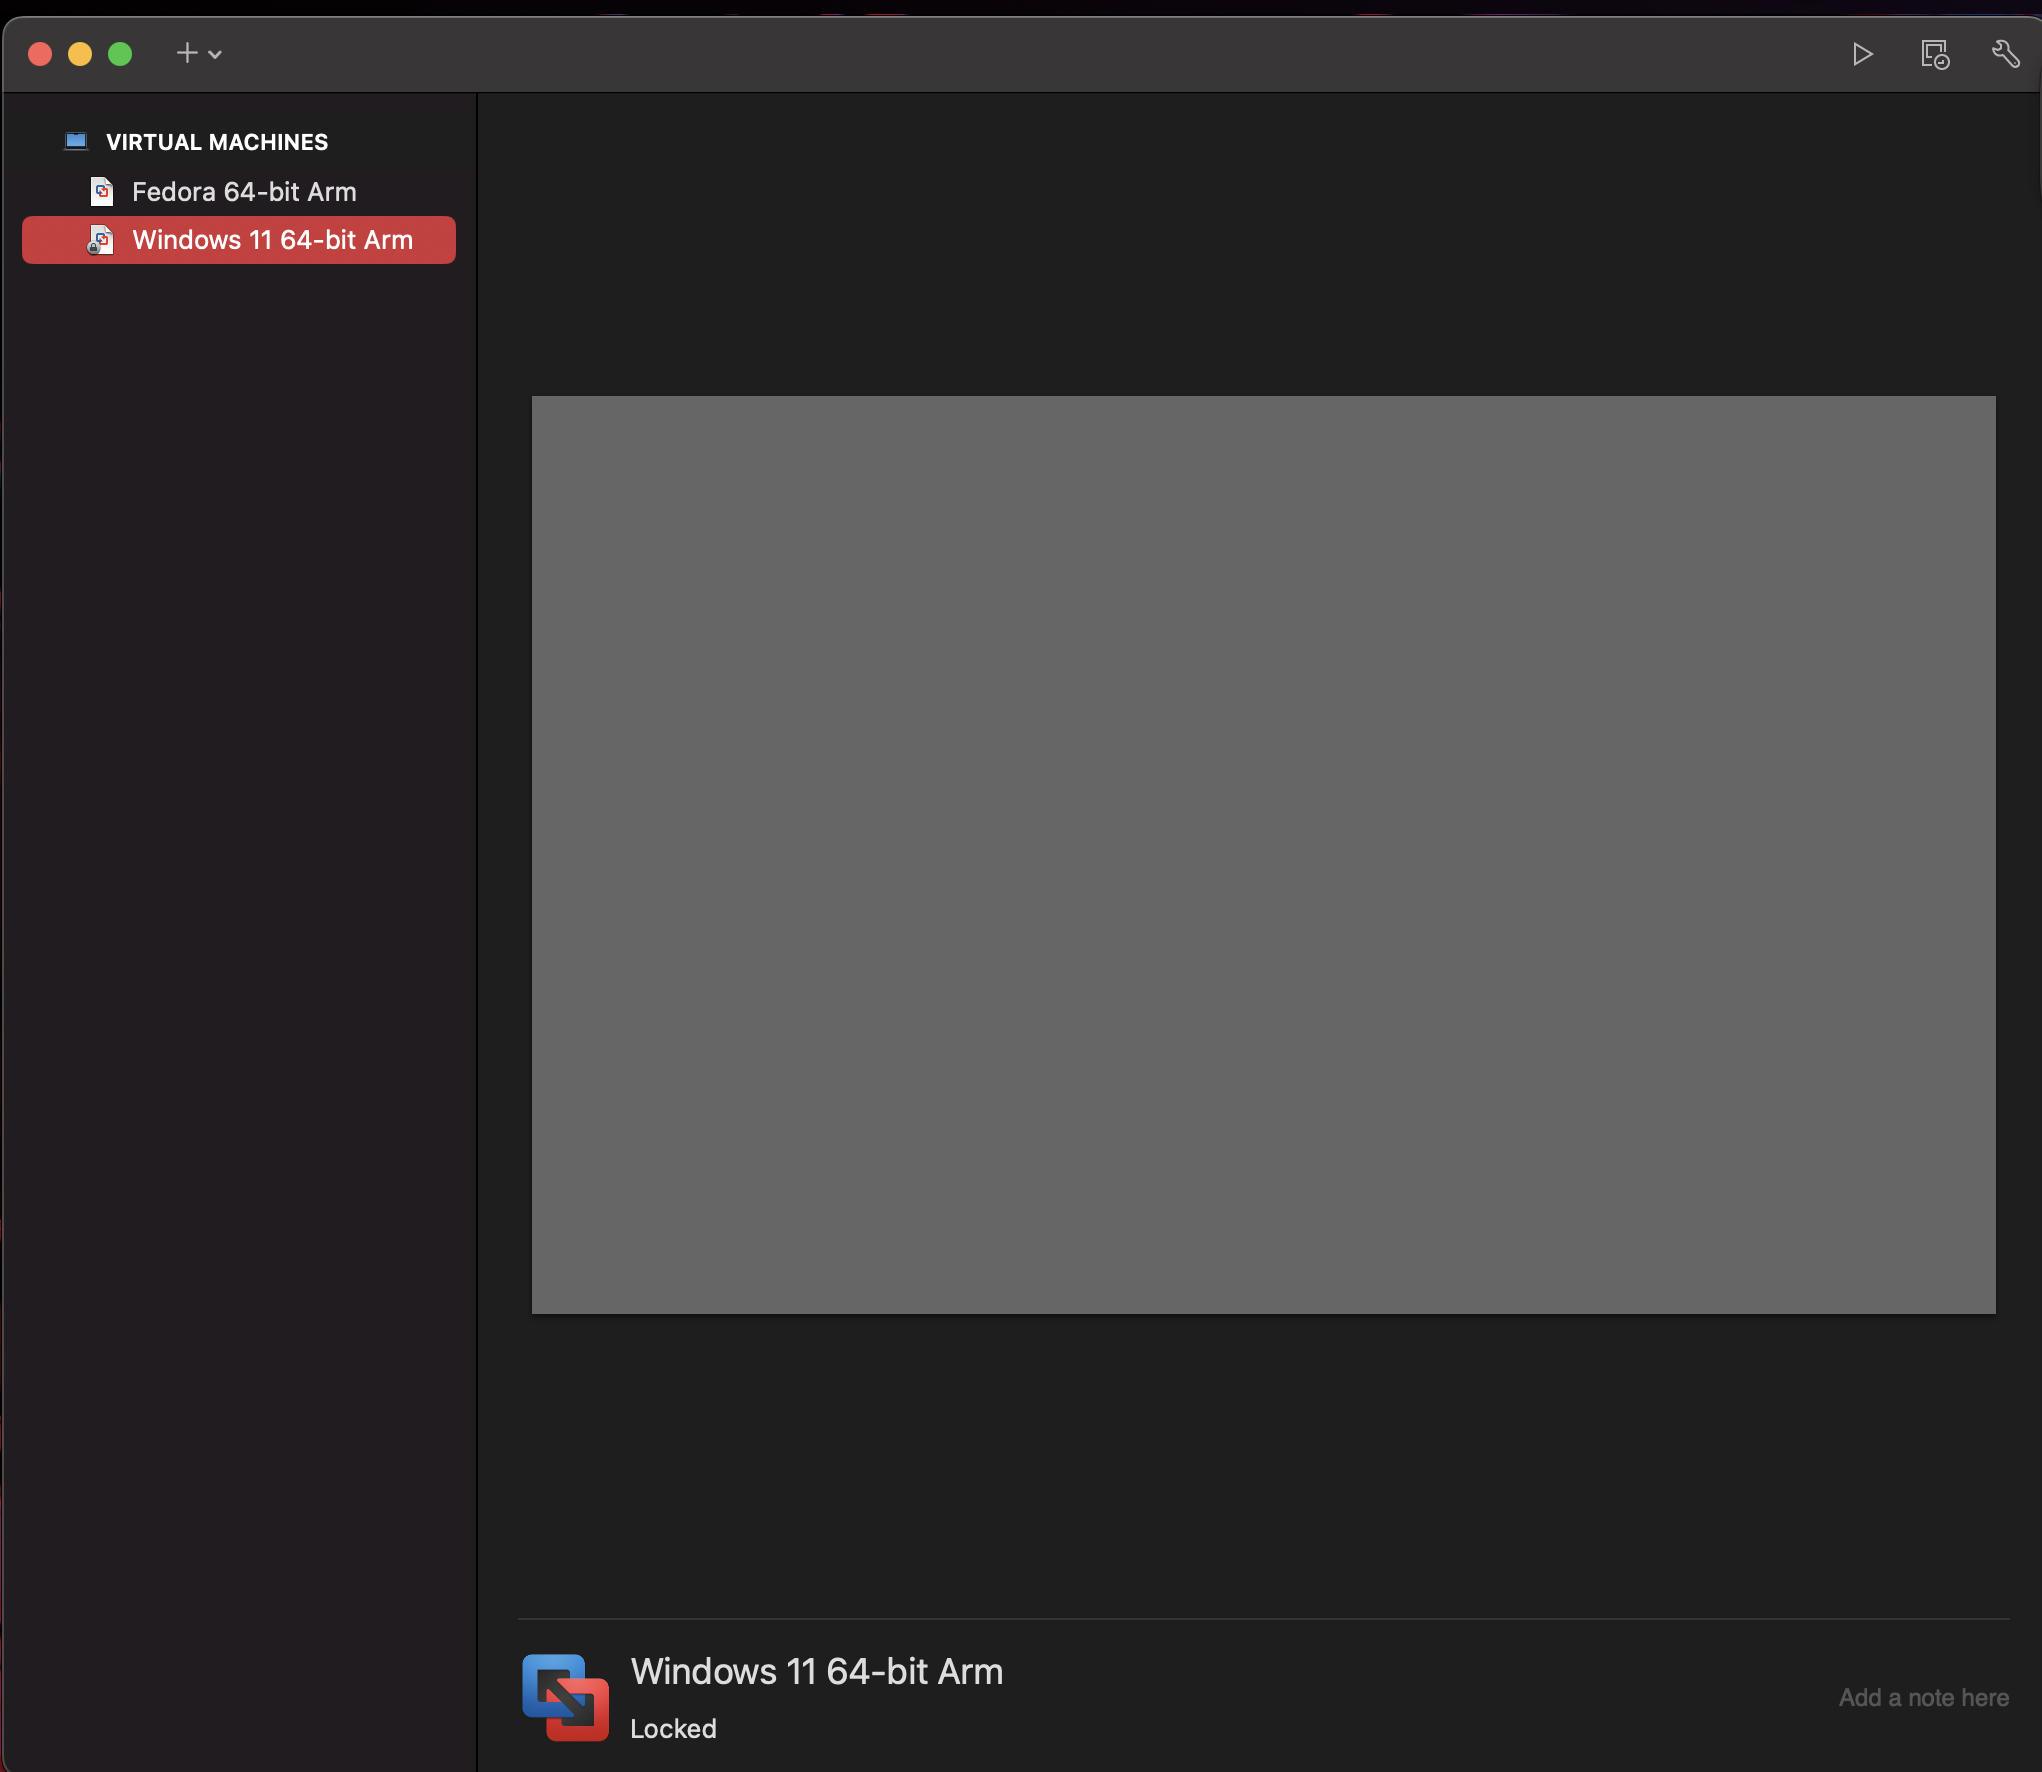 VIRTUAL MACHINES
Fedora 64-bit Arm
Windows 11 64-bit Arm
Windows 11 64-bit Arm
Locked
Add a note here